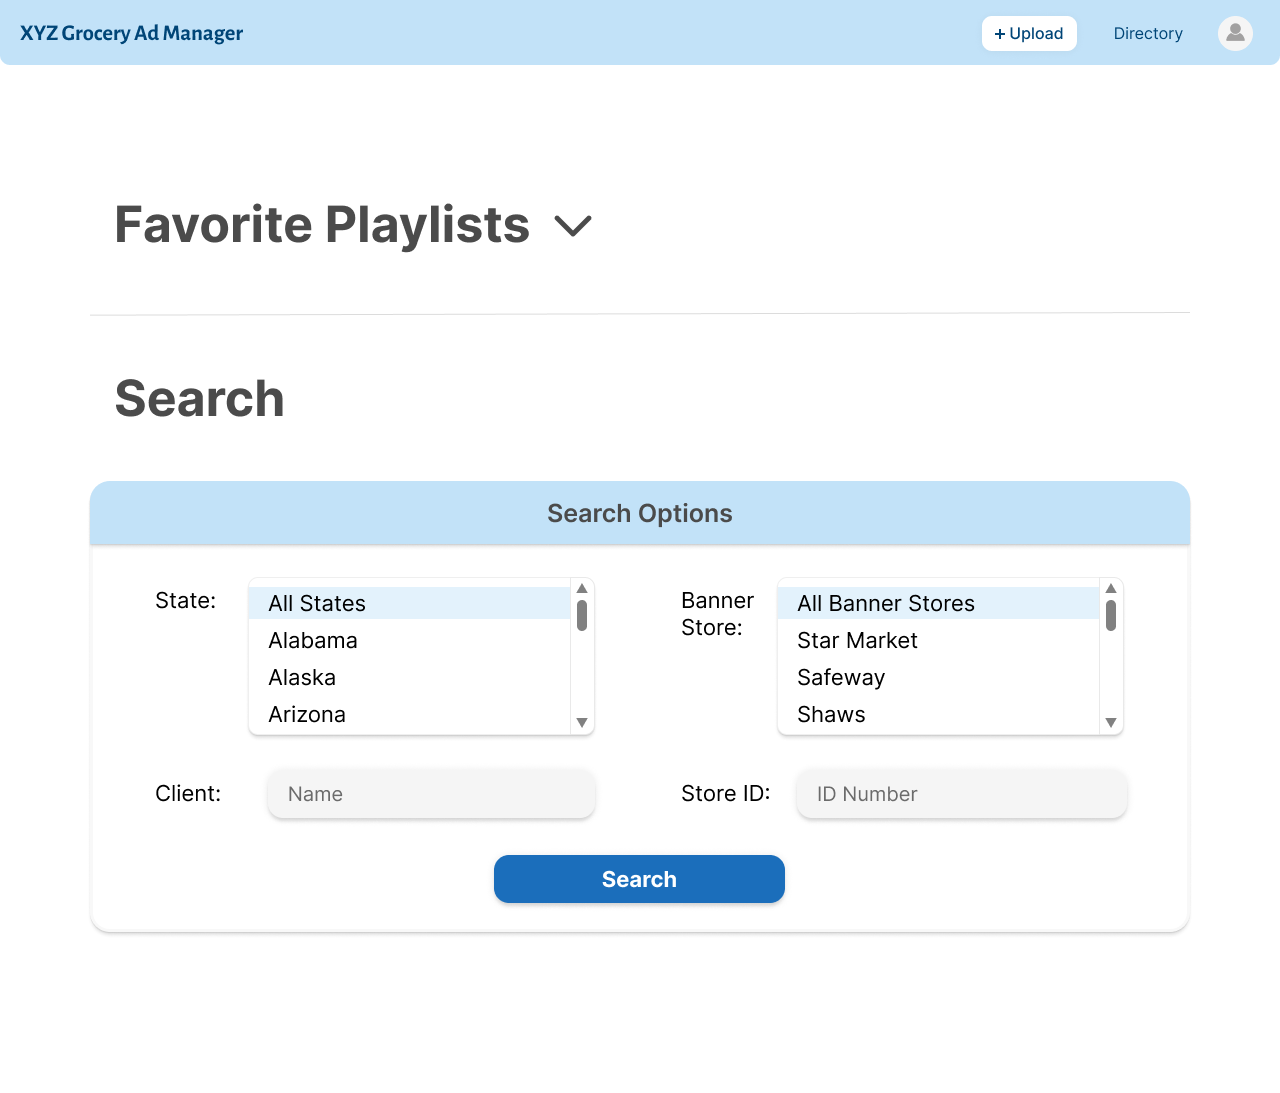 XYZ Grocery Ad Manager
+ Upload
Directory
Favorite Playlists
Search
Search Options
State:
All States
Alabama
Alaska
Arizona
Banner
Store:
All Banner Stores
Star Market
Safeway
Shaws
Client:
Name
Store ID:
ID Number
Search